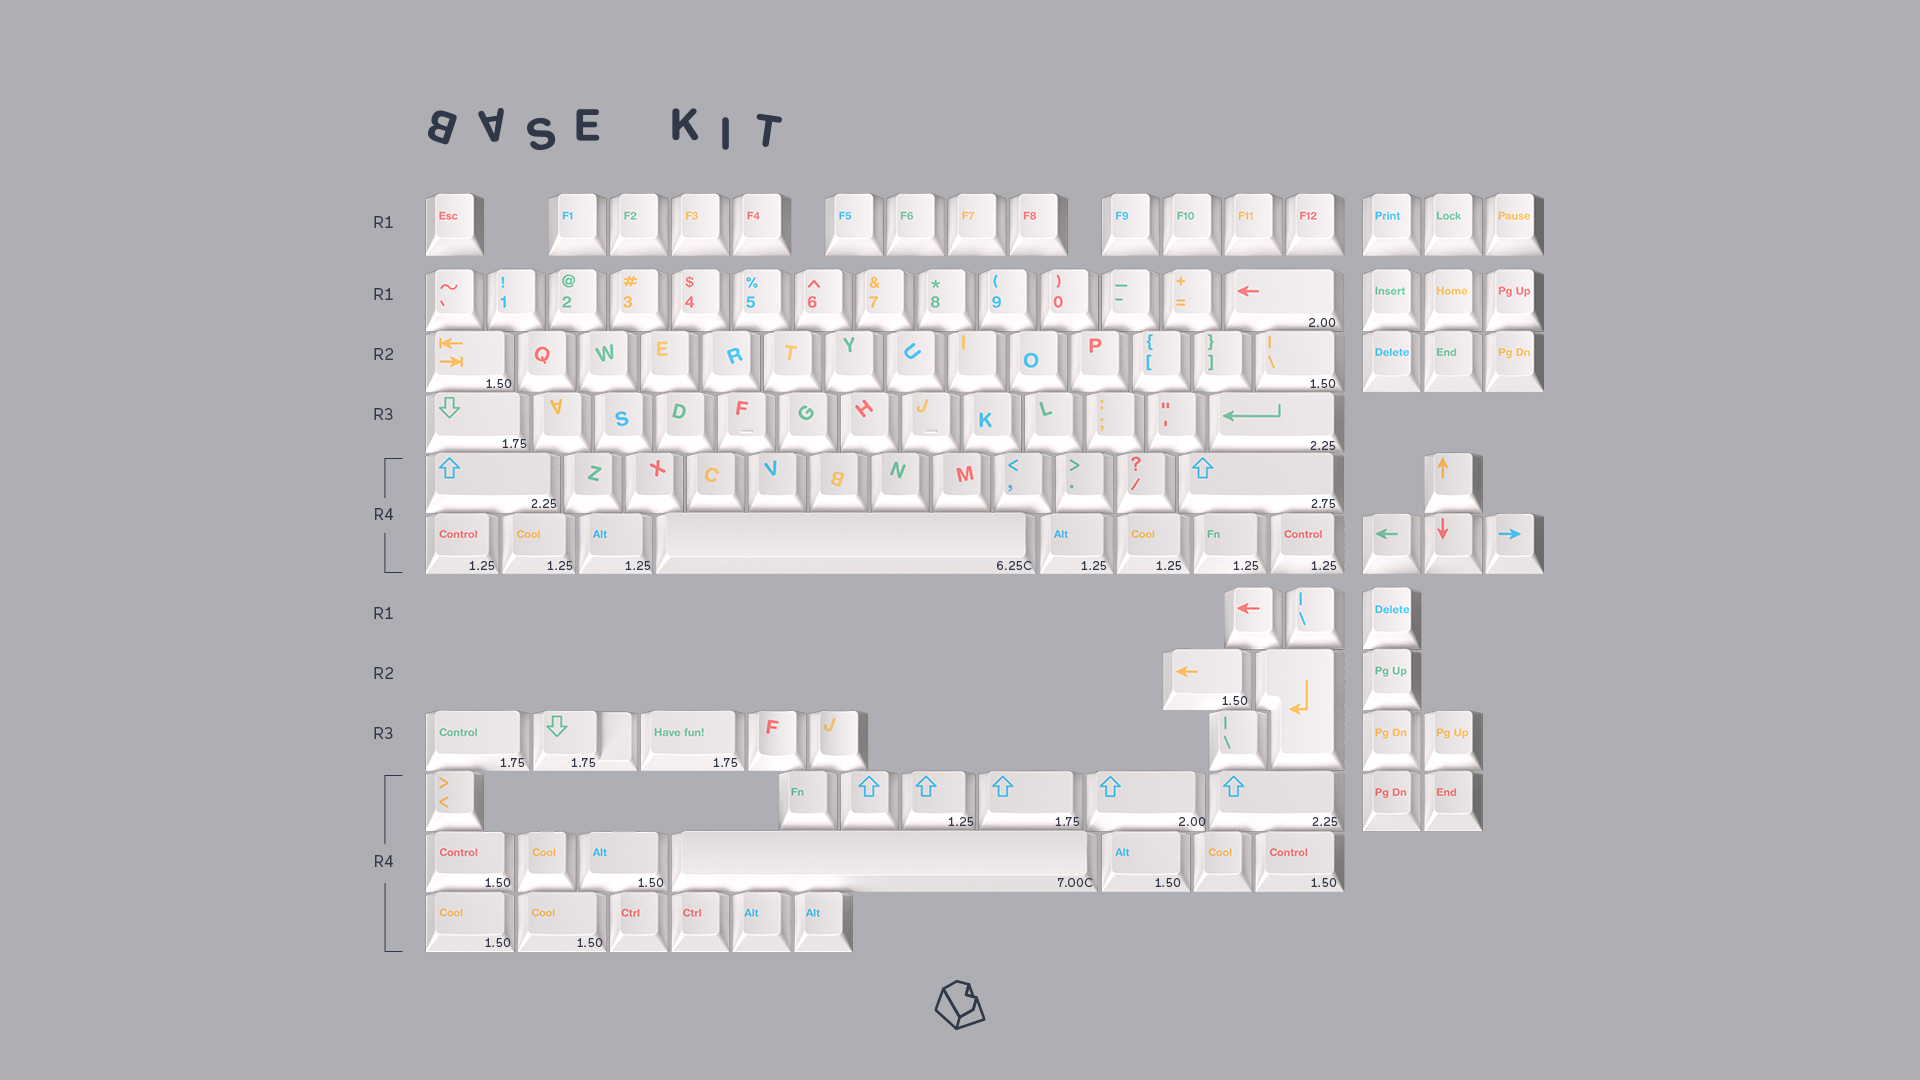 BASE KIT
R1 Esc F1 F2 F3 F4 F5 F6 F7 F8 F9 F10 F11 F12 Print Lock Pause
~ ! @ # $ % ^ & * ( ) — +
R1 ` 1 2 3 4 5 6 7 8 9 0 - = 2.00 Insert Home Pg Up
R2 Q W E R T Y U I O P { } |
[ ] \ Delete End Pg Dn
1.50 1.50
R3 A S D F G H J K L : "
_ _ ; '
1.75 2.25
Z X C V B N M < > ?
, . /
2.25 2.75
R4
Control Cool Alt Alt Cool Fn Control
1.25 1.25 1.25 6.25C 1.25 1.25 1.25 1.25
R1 | Delete
\
R2 Pg Up
1.50
R3 Control Have fun! F J | Pg Dn Pg Up
\
1.75 1.75 1.75
> Fn Pg Dn End
<
1.25 1.75 2.00 2.25
R4 Control Cool Alt Alt Cool Control
1.50 1.50 7.00C 1.50 1.50
Cool Cool Ctrl Ctrl Alt Alt
1.50 1.50